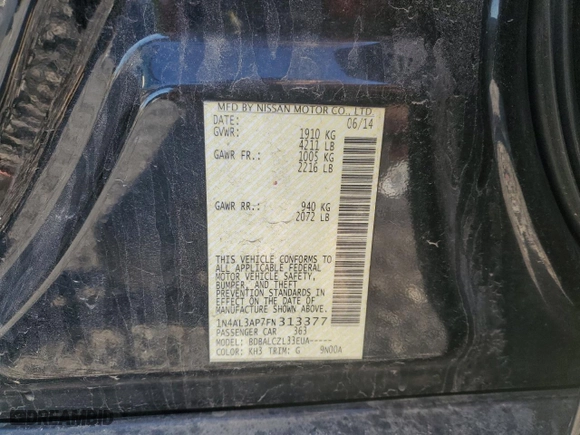 MFD BY NISSAN MOTOR CO., LTD.
DATE: 06/14
GVWR: 1910 KG
4211 LB
GAWR FR.: 1005 KG
2216 LB
GAWR RR.: 940 KG
2072 LB
THIS VEHICLE CONFORMS TO
ALL APPLICABLE FEDERAL
MOTOR VEHICLE SAFETY,
BUMPER, AND THEFT
PREVENTION STANDARDS IN
EFFECT ON THE DATE OF
MANUFACTURE SHOWN ABOVE.
1N4AL3AP7FN313377
PASSENGER CAR 363
MODEL: BDBALCZL33EUA-----
COLOR: KH3 TRIM: G 9N00A
DREAMBID